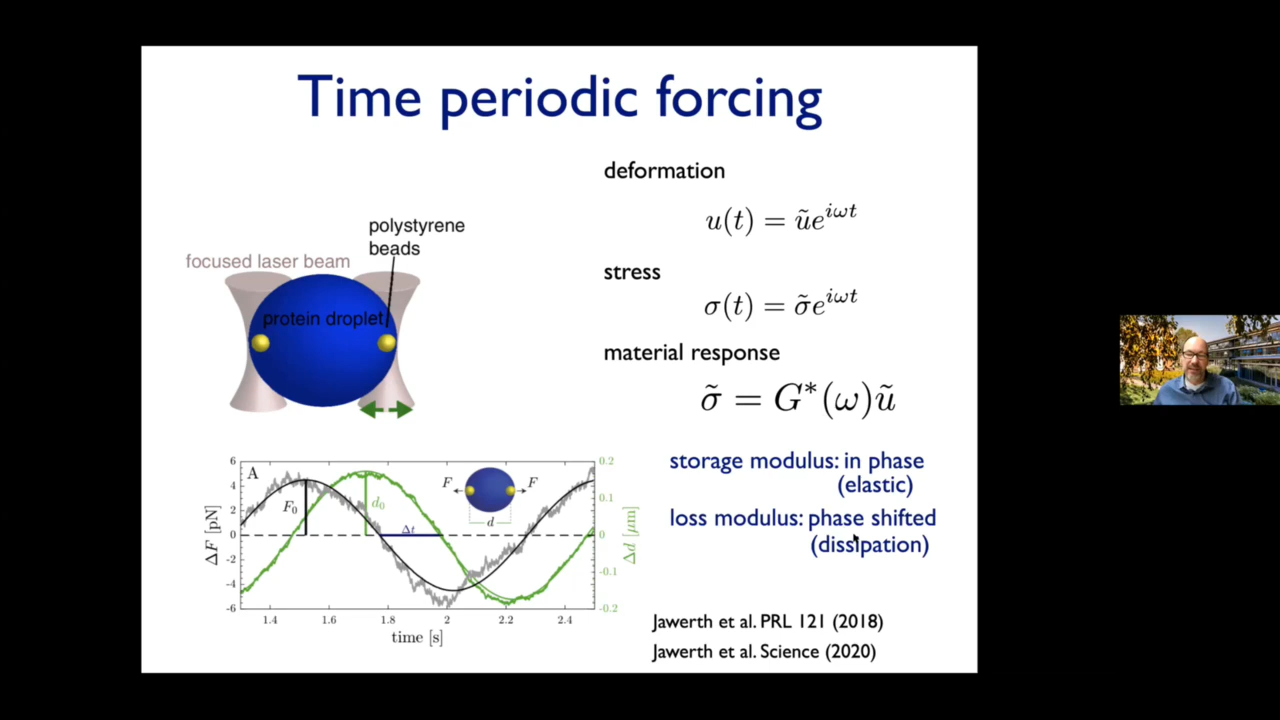 Time periodic forcing
deformation
u(t) = ũe^{iωt}
stress
σ(t) = σ̃e^{iωt}
material response
σ̃ = G*(ω)ũ
storage modulus: in phase
(elastic)
loss modulus: phase shifted
(dissipation)
Jawerth et al. PRL 121 (2018)
Jawerth et al. Science (2020)
polystyrene
beads
focused laser beam
protein droplet
A
6
4
2
0
-2
-4
-6
ΔF [pN]
F₀
d₀
Δt
F
F
d
0.2
0.1
0
-0.1
-0.2
Δd [μm]
1.4 1.6 1.8 2 2.2 2.4
time [s]